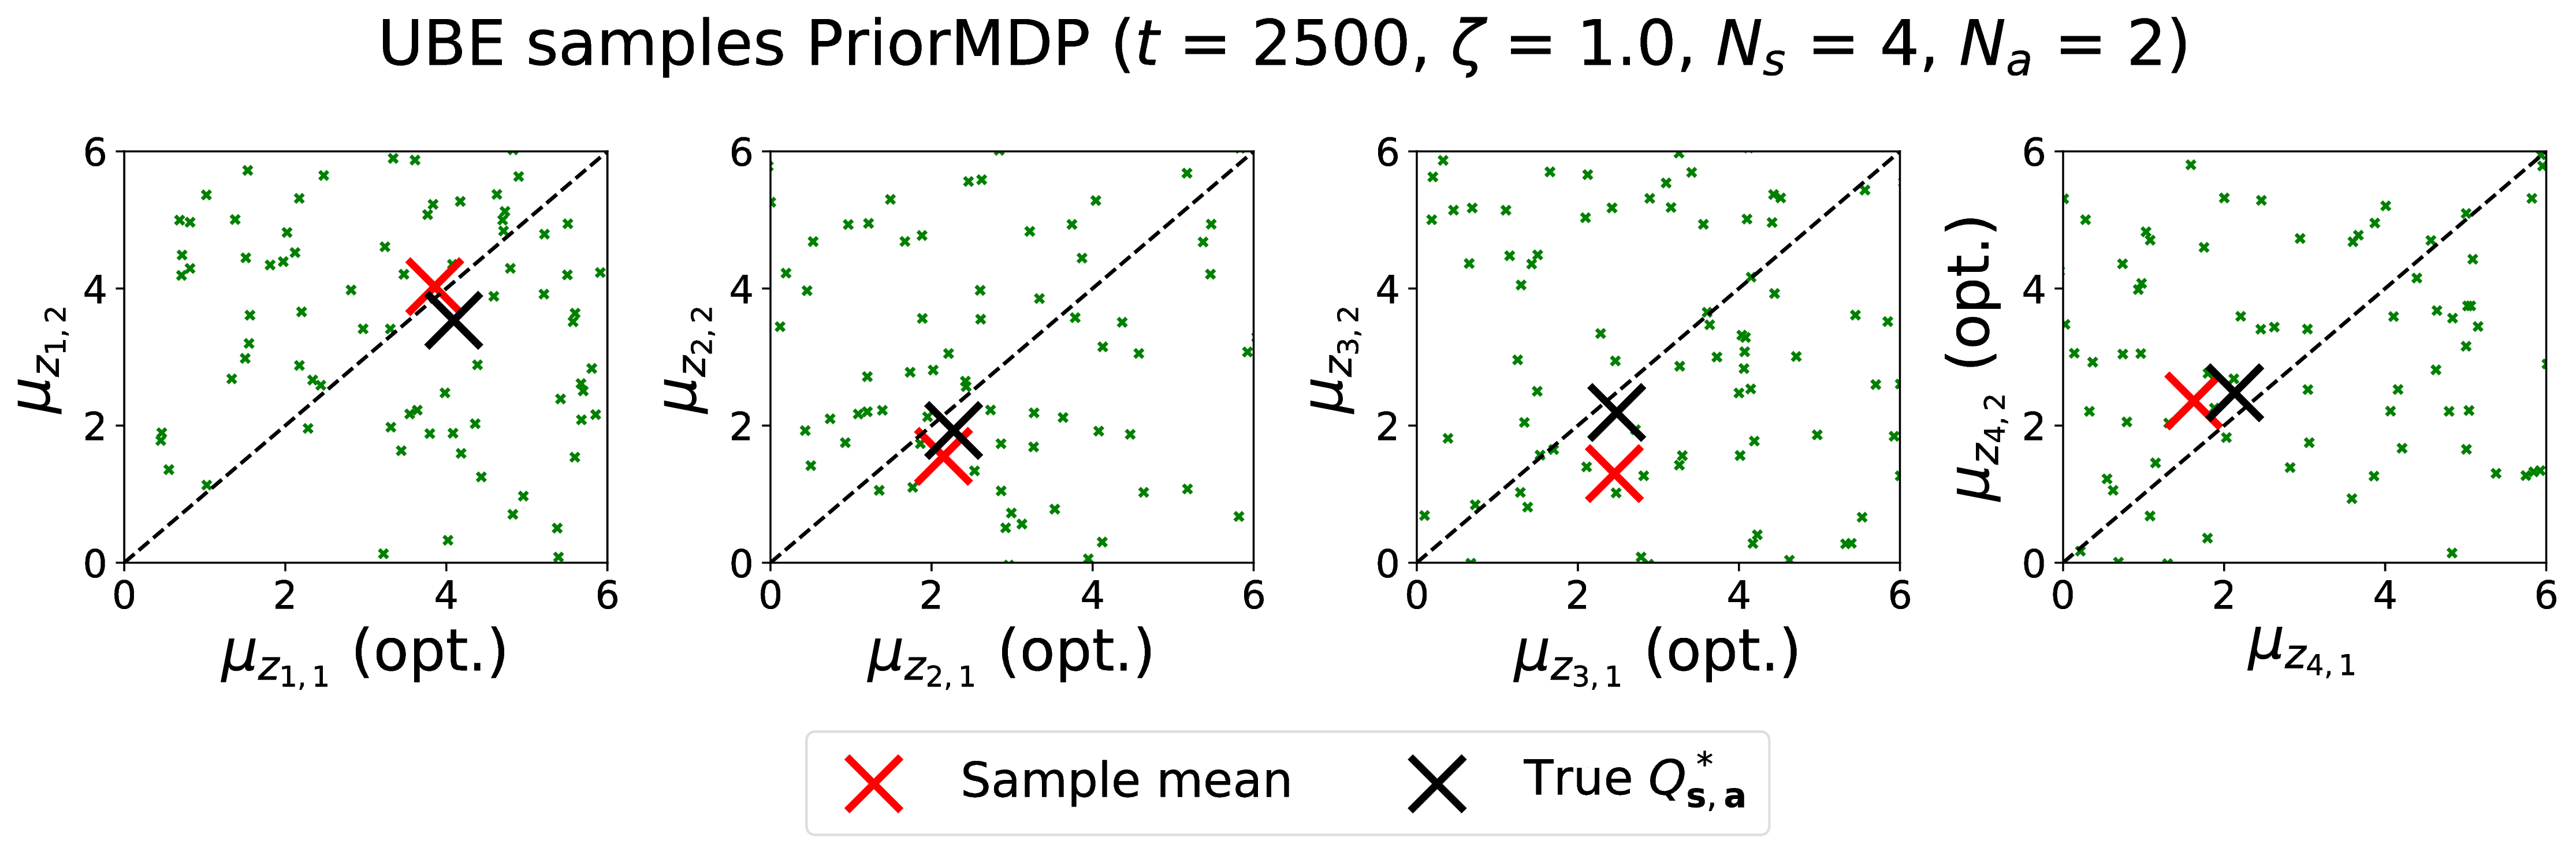 UBE samples PriorMDP (t = 2500, ζ = 1.0, N_s = 4, N_a = 2)
μ_{z_{1,2}}
6
4
2
0
0 2 4 6
μ_{z_{1,1}} (opt.)
μ_{z_{2,2}}
6
4
2
0
0 2 4 6
μ_{z_{2,1}} (opt.)
μ_{z_{3,2}}
6
4
2
0
0 2 4 6
μ_{z_{3,1}} (opt.)
μ_{z_{4,2}} (opt.)
6
4
2
0
0 2 4 6
μ_{z_{4,1}}
Sample mean
True Q^*_{s,a}